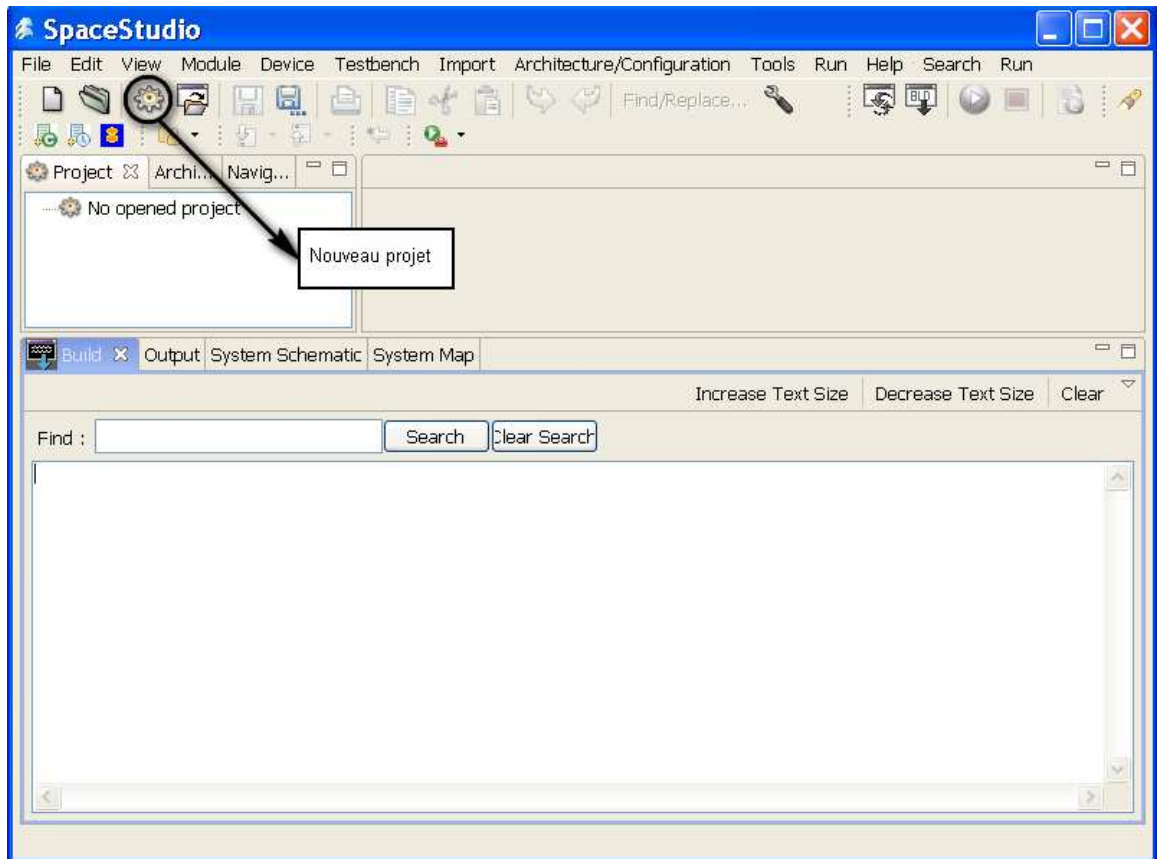 SpaceStudio
File Edit View Module Device Testbench Import Architecture/Configuration Tools Run Help Search Run
Find/Replace...
Project Archi... Navig...
No opened project
Nouveau projet
Build Output System Schematic System Map
Increase Text Size Decrease Text Size Clear
Find : Search Clear Search